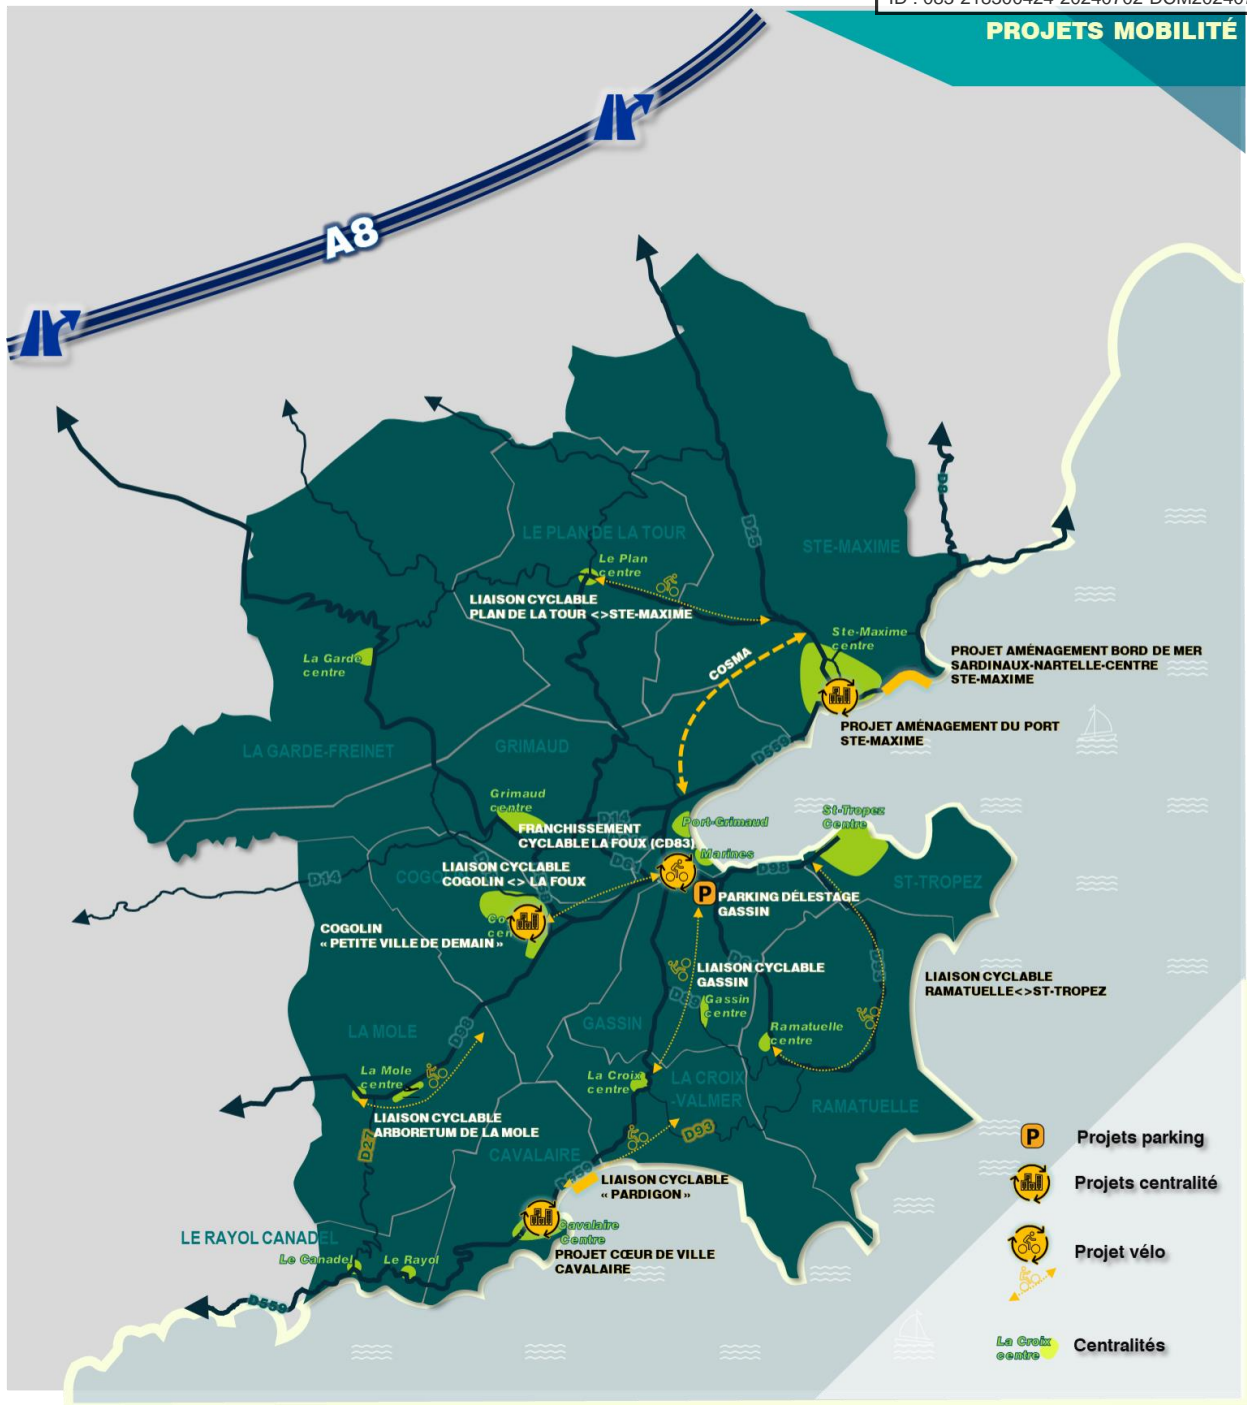 PROJETS MOBILITÉ
A8
D25
LE PLAN DE LA TOUR
STE-MAXIME
Le Plan
centre
LIAISON CYCLABLE
PLAN DE LA TOUR <>STE-MAXIME
Ste-Maxime
centre
La Garde
centre
COSMA
PROJET AMÉNAGEMENT BORD DE MER
SARDINAUX-NARTELLE-CENTRE
STE-MAXIME
PROJET AMÉNAGEMENT DU PORT
STE-MAXIME
LA GARDE-FREINET
GRIMAUD
D559
Grimaud
centre
St-Tropez
Centre
D14
Port-Grimaud
FRANCHISSEMENT
CYCLABLE LA FOUX (CD83)
Marines
D61
D98
LIAISON CYCLABLE
COGOLIN <> LA FOUX
D14
ST-TROPEZ
P
PARKING DÉLESTAGE
GASSIN
COGOLIN
« PETITE VILLE DE DEMAIN »
LIAISON CYCLABLE
GASSIN
LIAISON CYCLABLE
RAMATUELLE<>ST-TROPEZ
D98
Gassin
centre
LA MOLE
GASSIN
Ramatuelle
centre
La Mole
centre
La Croix
centre
LA CROIX
-VALMER
RAMATUELLE
LIAISON CYCLABLE
ARBORETUM DE LA MOLE
D27
D93
CAVALAIRE
D559
LIAISON CYCLABLE
« PARDIGON »
Cavalaire
Centre
PROJET CŒUR DE VILLE
CAVALAIRE
LE RAYOL CANADEL
Le Canadel
Le Rayol
D559
P
Projets parking
Projets centralité
Projet vélo
La Croix
centre
Centralités